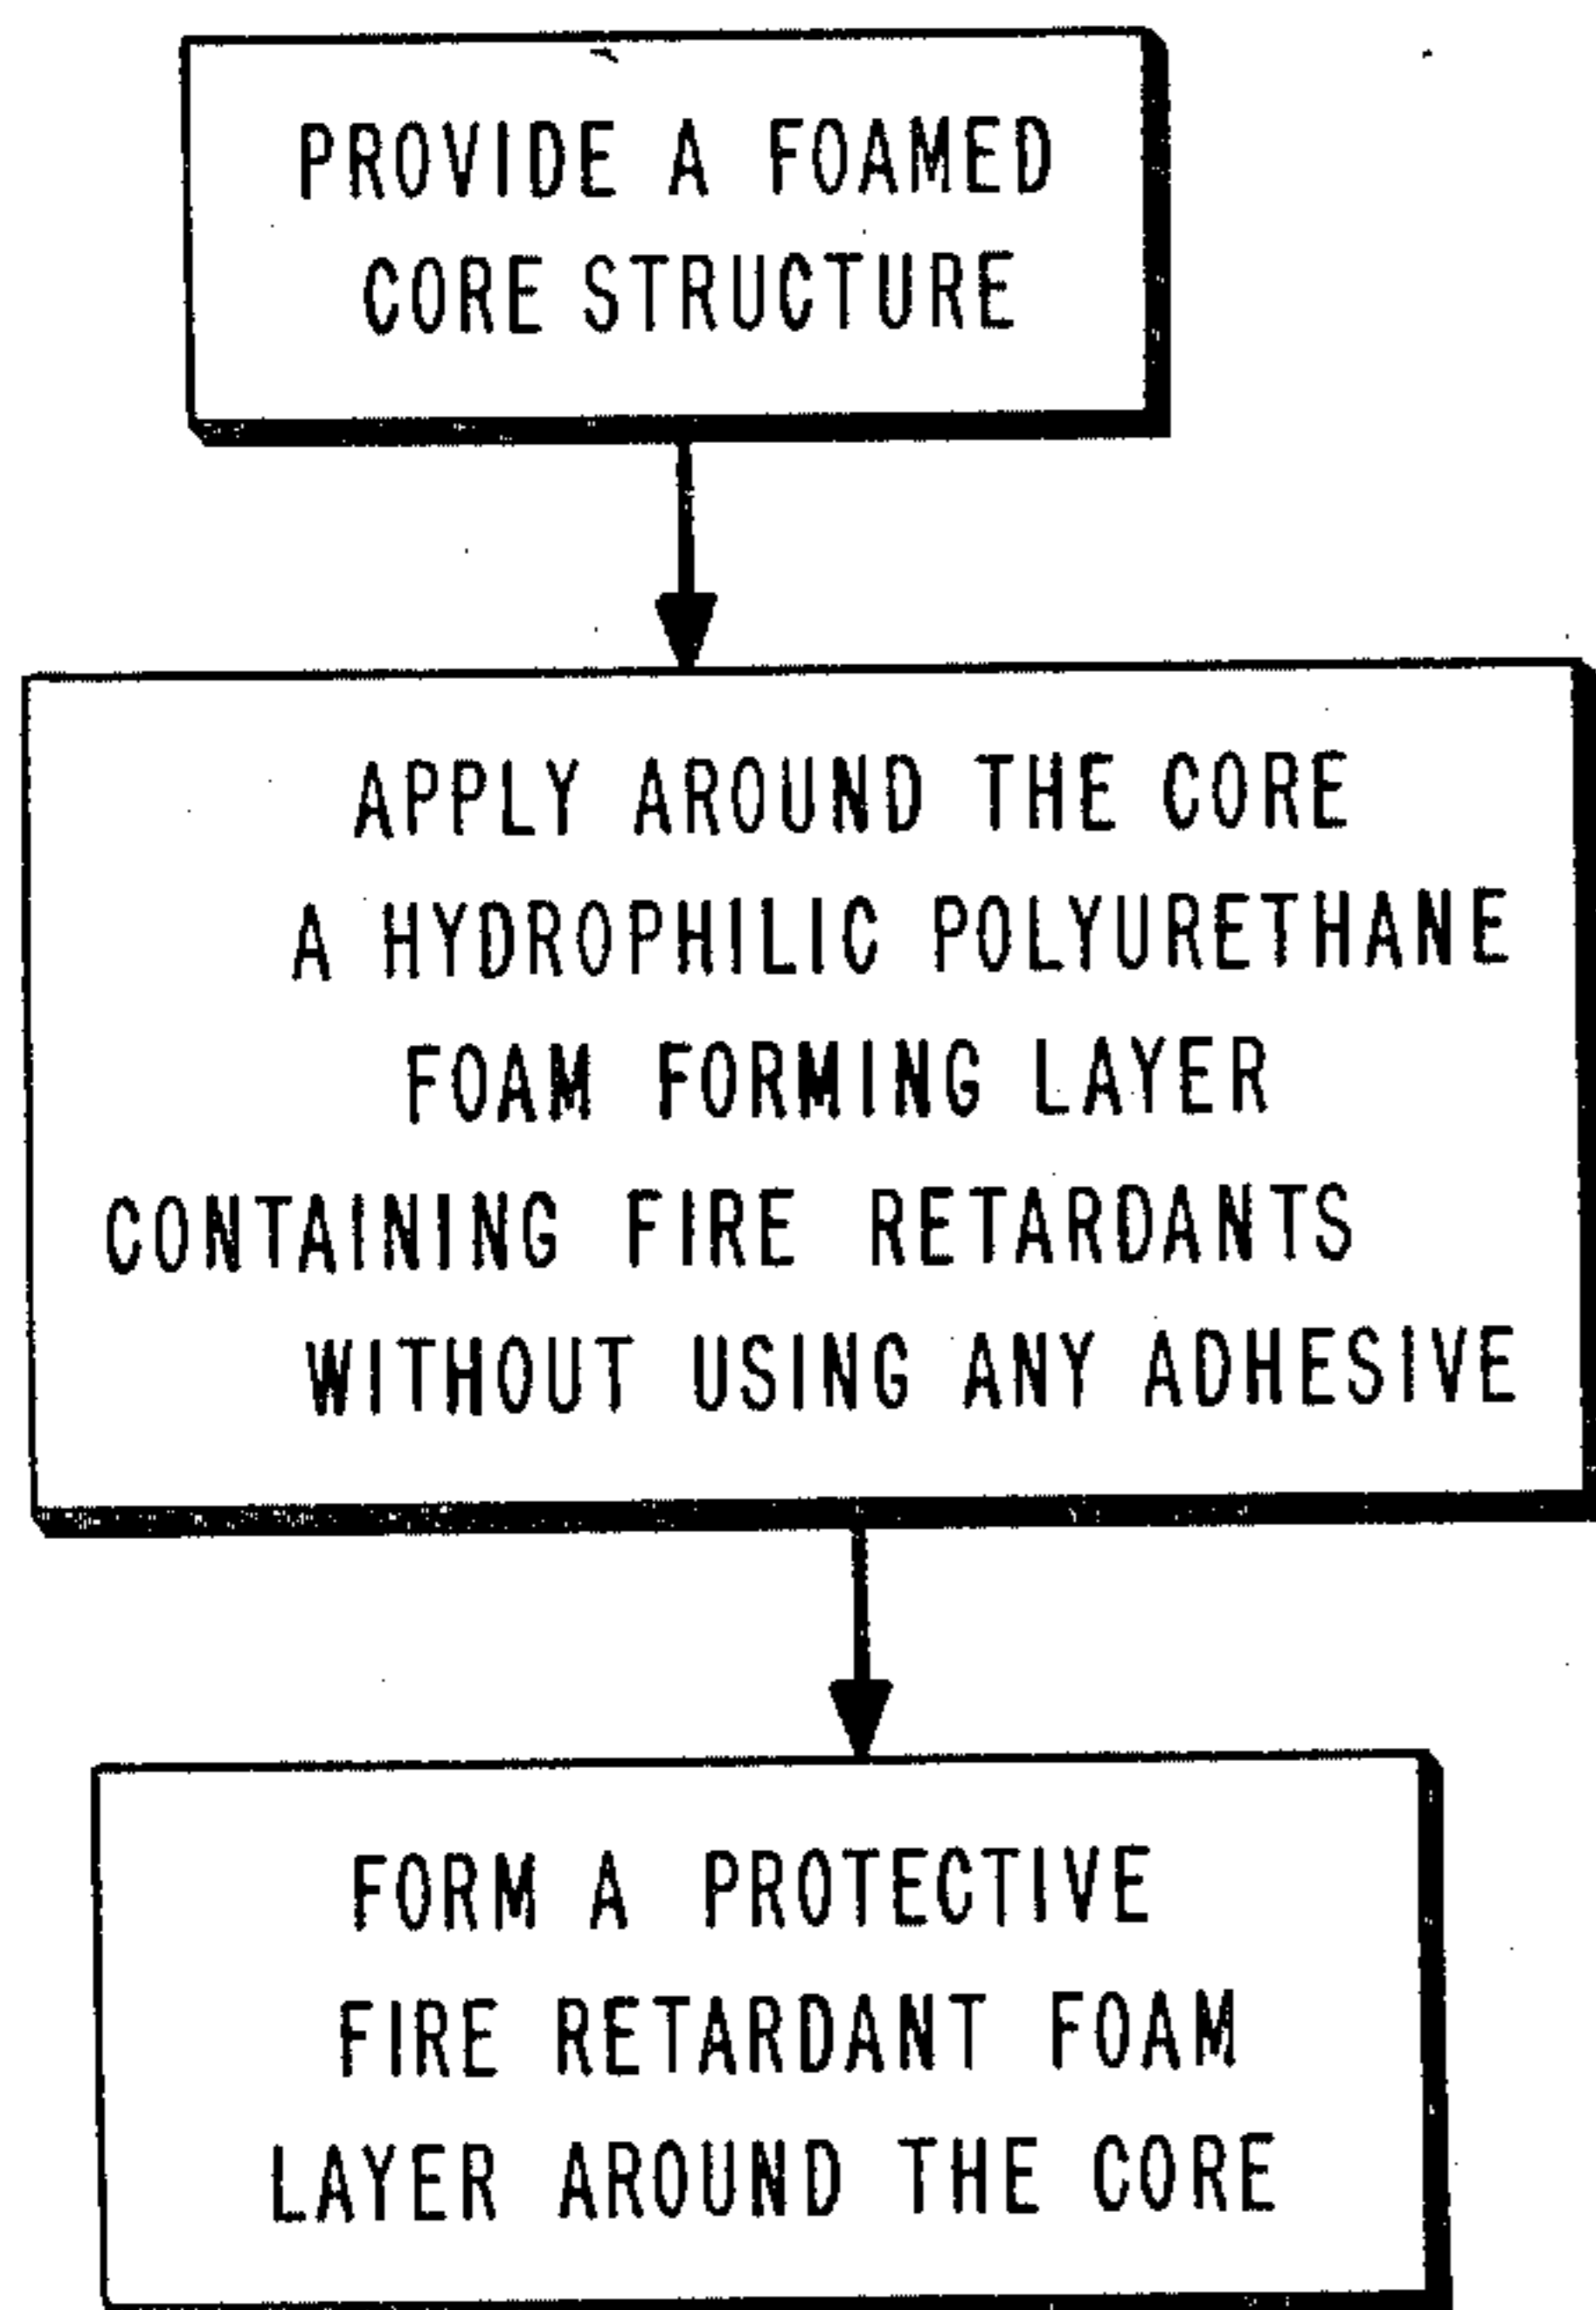 PROVIDE A FOAMED
CORE STRUCTURE
APPLY AROUND THE CORE
A HYDROPHILIC POLYURETHANE
FOAM FORMING LAYER
CONTAINING FIRE RETARDANTS
WITHOUT USING ANY ADHESIVE
FORM A PROTECTIVE
FIRE RETARDANT FOAM
LAYER AROUND THE CORE